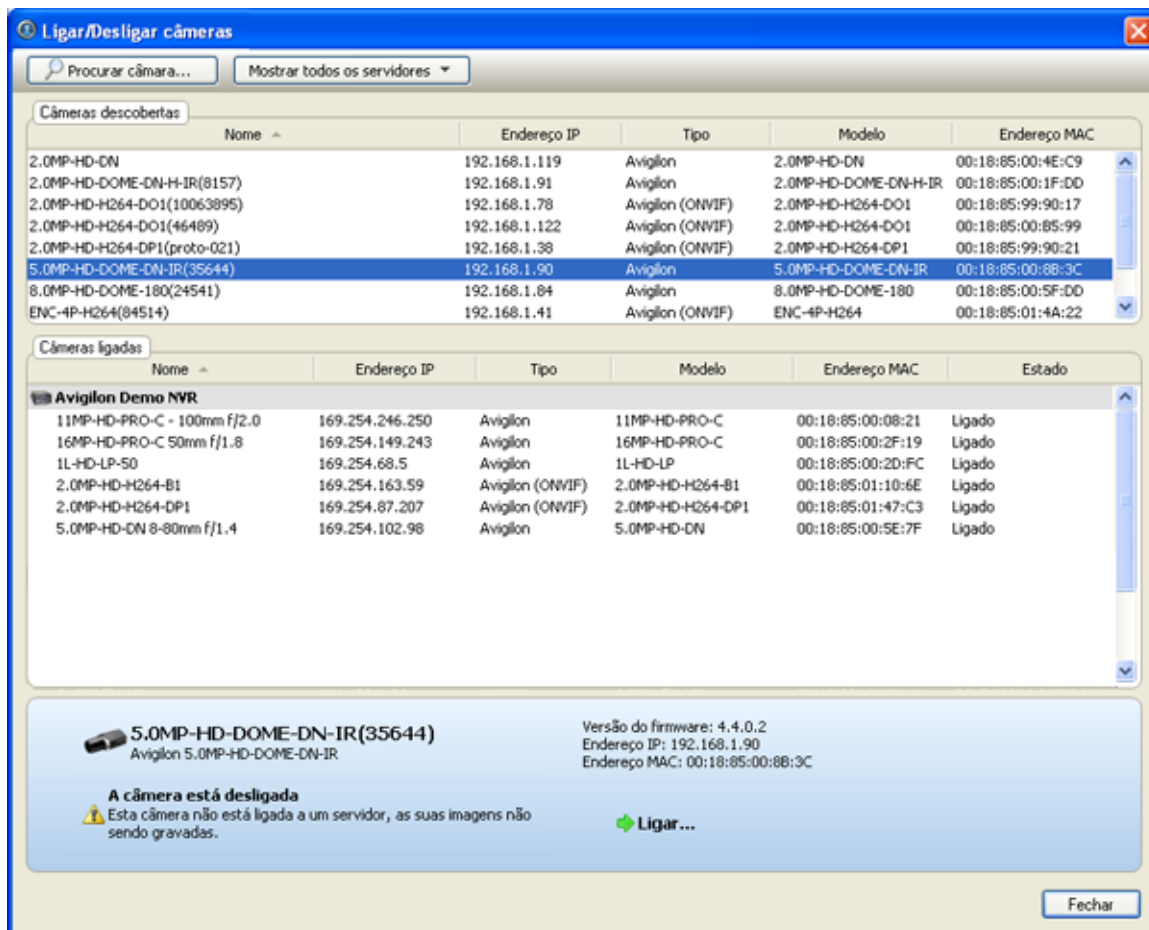 Ligar/Desligar câmeras
Procurar câmara... Mostrar todos os servidores
Câmeras descobertas
Nome Endereço IP Tipo Modelo Endereço MAC
2.0MP-HD-DN 192.168.1.119 Avigilon 2.0MP-HD-DN 00:18:85:00:4E:C9
2.0MP-HD-DOME-DN-H-IR(8157) 192.168.1.91 Avigilon 2.0MP-HD-DOME-DN-H-IR 00:18:85:00:1F:DD
2.0MP-HD-H264-DO1(10063895) 192.168.1.78 Avigilon (ONVIF) 2.0MP-HD-H264-DO1 00:18:85:99:90:17
2.0MP-HD-H264-DO1(46489) 192.168.1.122 Avigilon (ONVIF) 2.0MP-HD-H264-DO1 00:18:85:00:B5:99
2.0MP-HD-H264-DP1(proto-021) 192.168.1.38 Avigilon (ONVIF) 2.0MP-HD-H264-DP1 00:18:85:99:90:21
5.0MP-HD-DOME-DN-IR(35644) 192.168.1.90 Avigilon 5.0MP-HD-DOME-DN-IR 00:18:85:00:8B:3C
8.0MP-HD-DOME-180(24541) 192.168.1.84 Avigilon 8.0MP-HD-DOME-180 00:18:85:00:5F:DD
ENC-4P-H264(84514) 192.168.1.41 Avigilon (ONVIF) ENC-4P-H264 00:18:85:01:4A:22
Câmeras ligadas
Nome Endereço IP Tipo Modelo Endereço MAC Estado
Avigilon Demo NVR
11MP-HD-PRO-C - 100mm f/2.0 169.254.246.250 Avigilon 11MP-HD-PRO-C 00:18:85:00:08:21 Ligado
16MP-HD-PRO-C 50mm f/1.8 169.254.149.243 Avigilon 16MP-HD-PRO-C 00:18:85:00:2F:19 Ligado
1L-HD-LP-50 169.254.68.5 Avigilon 1L-HD-LP 00:18:85:00:2D:FC Ligado
2.0MP-HD-H264-B1 169.254.163.59 Avigilon (ONVIF) 2.0MP-HD-H264-B1 00:18:85:01:10:6E Ligado
2.0MP-HD-H264-DP1 169.254.87.207 Avigilon (ONVIF) 2.0MP-HD-H264-DP1 00:18:85:01:47:C3 Ligado
5.0MP-HD-DN 8-80mm f/1.4 169.254.102.98 Avigilon 5.0MP-HD-DN 00:18:85:00:5E:7F Ligado
5.0MP-HD-DOME-DN-IR(35644)
Avigilon 5.0MP-HD-DOME-DN-IR
Versão do firmware: 4.4.0.2
Endereço IP: 192.168.1.90
Endereço MAC: 00:18:85:00:8B:3C
A câmera está desligada
Esta câmera não está ligada a um servidor, as suas imagens não
sendo gravadas.
Ligar...
Fechar